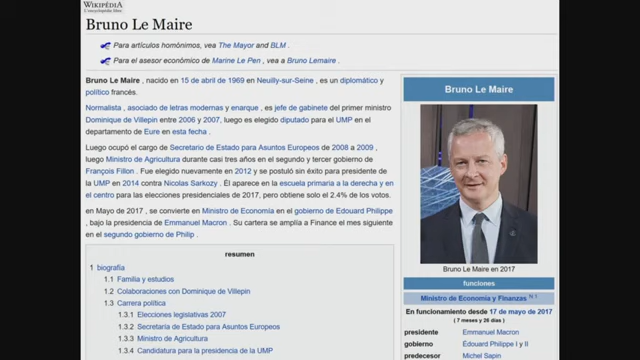 WIKIPÉDIA
L'encyclopédie libre
Bruno Le Maire
Para artículos homónimos, vea The Mayor and BLM .
Para el asesor económico de Marine Le Pen , vea a Bruno Lemaire .
Bruno Le Maire , nacido en 15 de abril de 1969 en Neuilly-sur-Seine , es un diplomático y
político francés.
Normalista , asociado de letras modernas y enarque , es jefe de gabinete del primer ministro
Dominique de Villepin entre 2006 y 2007, luego es elegido diputado para el UMP en el
departamento de Eure en esta fecha .
Luego ocupó el cargo de Secretario de Estado para Asuntos Europeos de 2008 a 2009 ,
luego Ministro de Agricultura durante casi tres años en el segundo y tercer gobierno de
François Fillon . Fue elegido nuevamente en 2012 y se postuló sin éxito para presidente de
la UMP en 2014 contra Nicolas Sarkozy . Él aparece en la escuela primaria a la derecha y en
el centro para las elecciones presidenciales de 2017, pero obtiene solo el 2.4% de los votos.
en Mayo de 2017 , se convierte en Ministro de Economía en el gobierno de Edouard Philippe
, bajo la presidencia de Emmanuel Macron . Su cartera se amplía a Finance el mes siguiente
en el segundo gobierno de Philip .
resumen
1 biografía
1.1 Familia y estudios
1.2 Colaboraciones con Dominique de Villepin
1.3 Carrera política
1.3.1 Elecciones legislativas 2007
1.3.2 Secretaría de Estado para Asuntos Europeos
1.3.3 Ministro de Agricultura
1.3.4 Candidatura para la presidencia de la UMP
Bruno Le Maire
Bruno Le Maire en 2017
funciones
Ministro de Economía y Finanzas N 1
En funcionamiento desde 17 de mayo de 2017
( 7 meses y 26 días )
presidente Emmanuel Macron
gobierno Édouard Philippe I y II
predecesor Michel Sapin